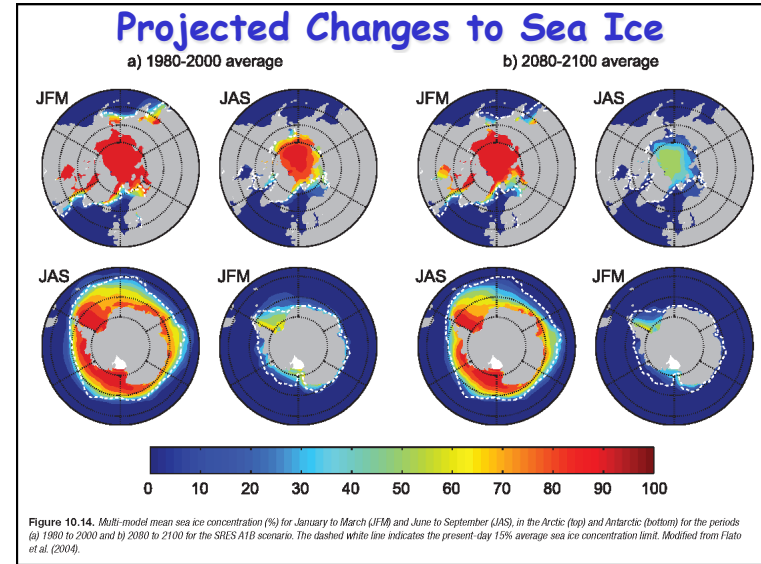 Projected Changes to Sea Ice
a) 1980-2000 average
b) 2080-2100 average
JFM
JAS
JFM
JAS
JAS
JFM
JAS
JFM
0 10 20 30 40 50 60 70 80 90 100
Figure 10.14. Multi-model mean sea ice concentration (%) for January to March (JFM) and June to September (JAS), in the Arctic (top) and Antarctic (bottom) for the periods
(a) 1980 to 2000 and b) 2080 to 2100 for the SRES A1B scenario. The dashed white line indicates the present-day 15% average sea ice concentration limit. Modified from Flato
et al. (2004).